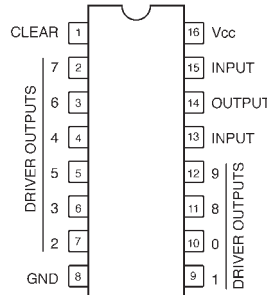 CLEAR 1 16 Vcc
7 2 15 INPUT
6 3 14 OUTPUT
4 4 13 INPUT
5 5 12 9
3 6 11 8
2 7 10 0
GND 8 9 1
DRIVER OUTPUTS
DRIVER OUTPUTS